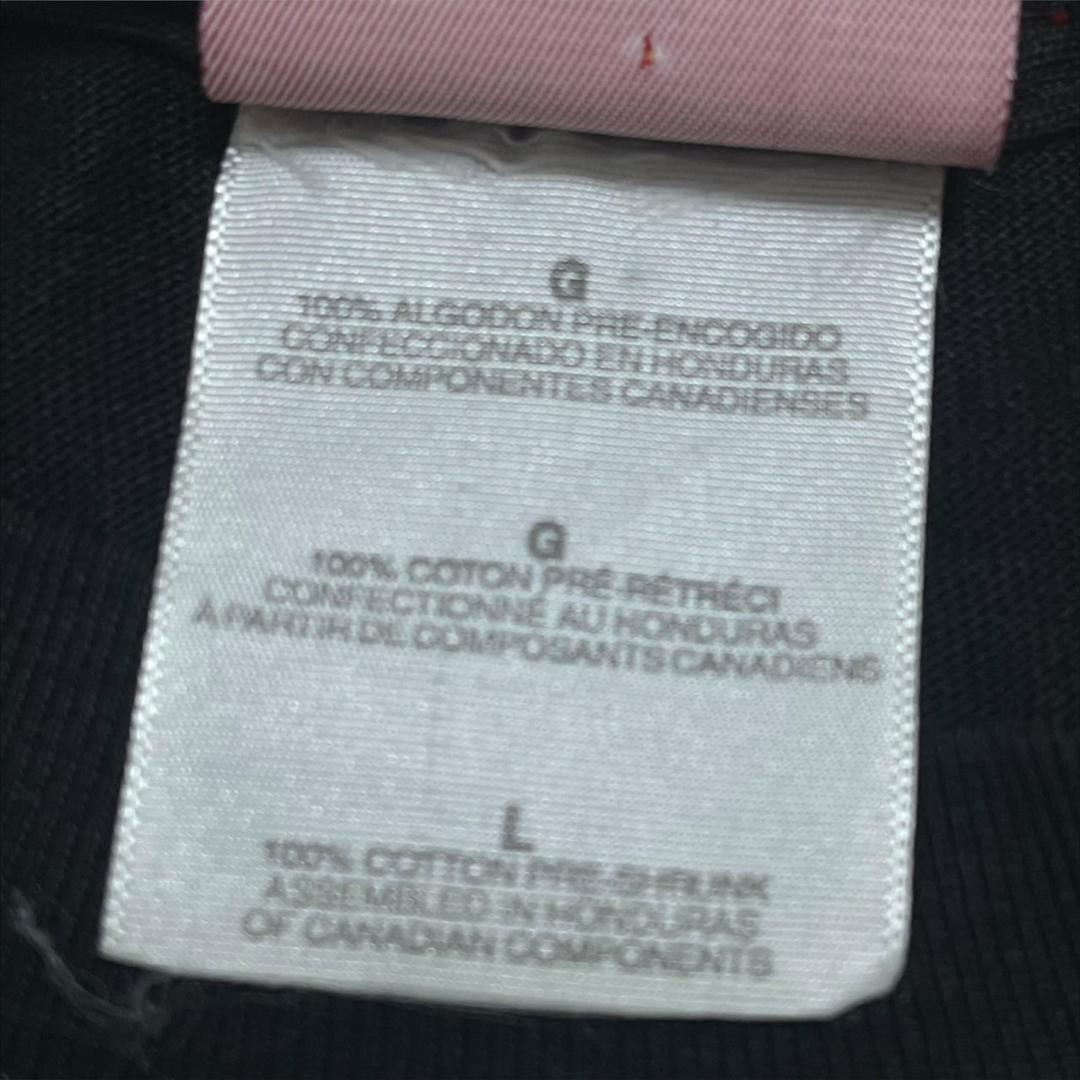 G
100% ALGODON PRE-ENCOGIDO
CONFECCIONADO EN HONDURAS
CON COMPONENTES CANADIENSES
G
100% COTON PRÉ-RÉTRÉCI
CONFECTIONNÉ AU HONDURAS
À PARTIR DE COMPOSANTS CANADIENS
L
100% COTTON PRE-SHRUNK
ASSEMBLED IN HONDURAS
OF CANADIAN COMPONENTS